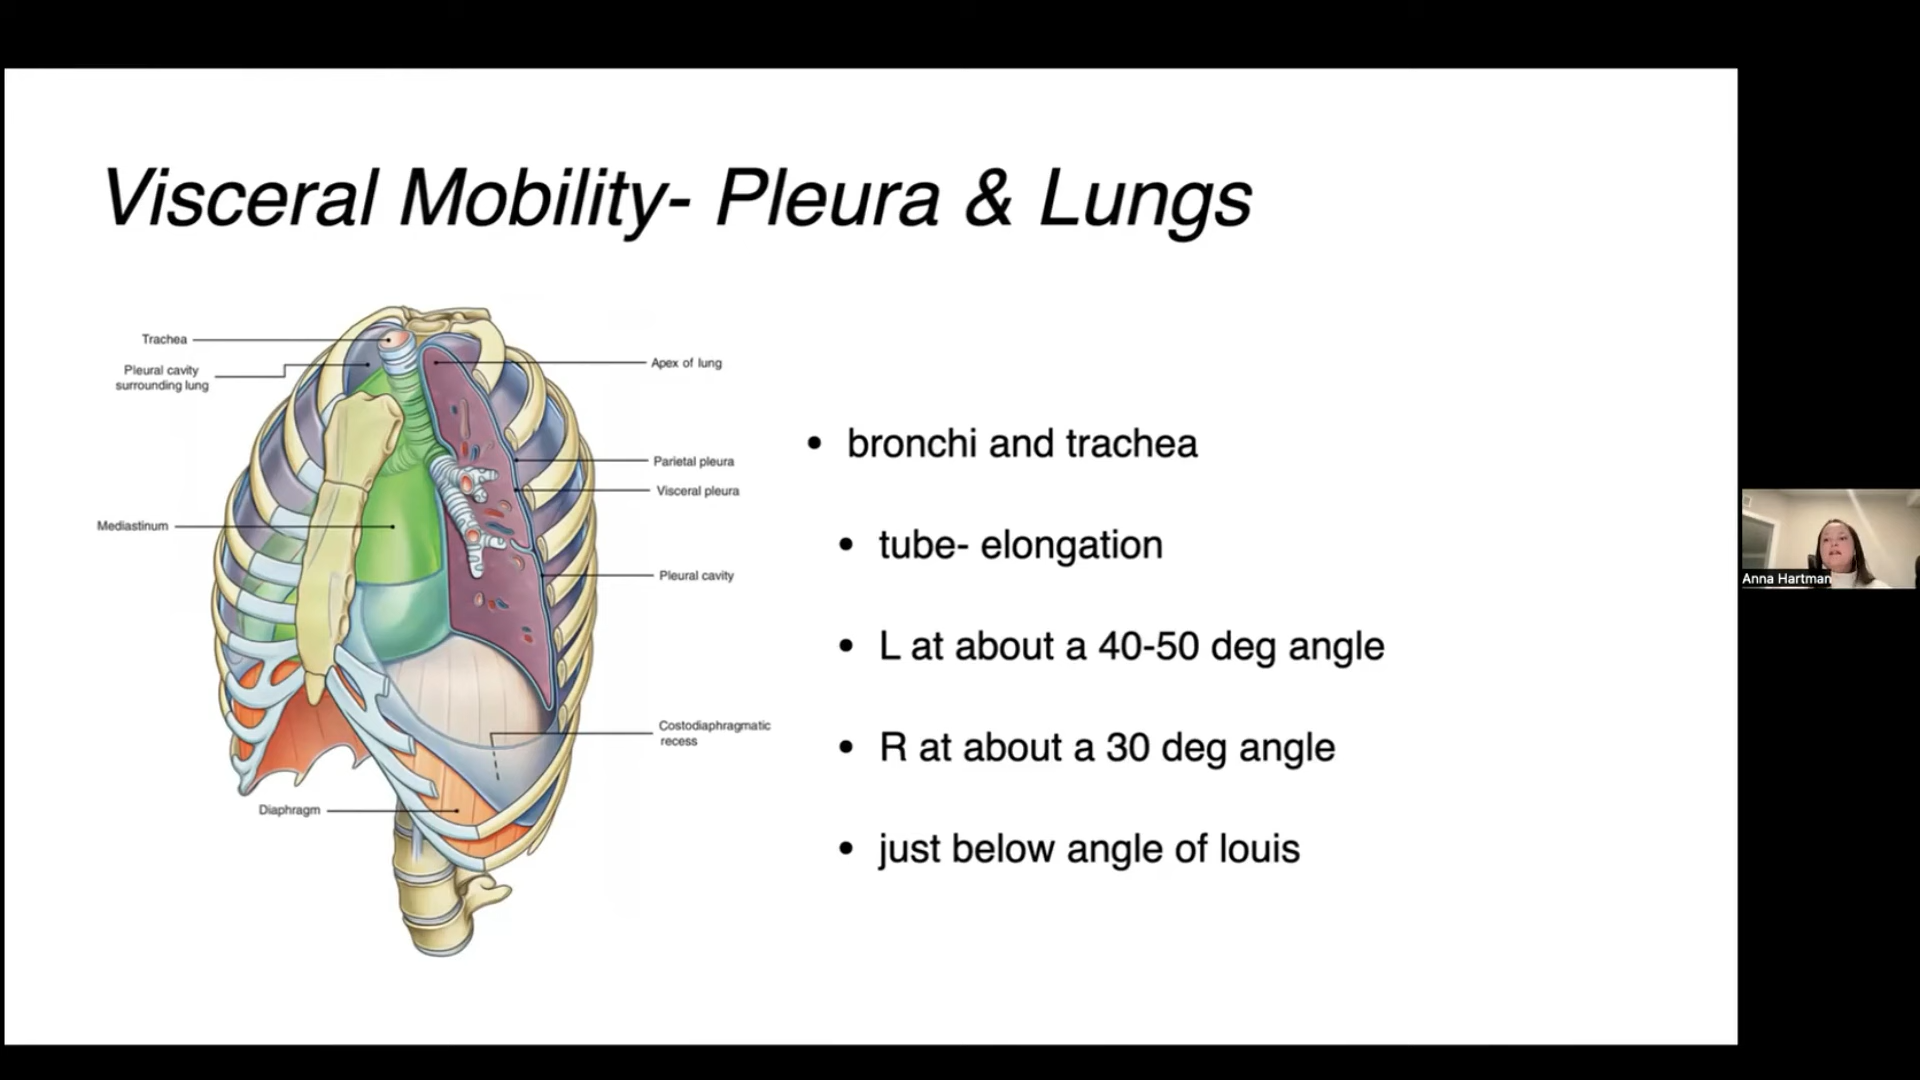 Visceral Mobility- Pleura & Lungs
Trachea
Pleural cavity
surrounding lung
Mediastinum
Diaphragm
Apex of lung
Parietal pleura
Visceral pleura
Pleural cavity
Costodiaphragmatic
recess
• bronchi and trachea
• tube- elongation
• L at about a 40-50 deg angle
• R at about a 30 deg angle
• just below angle of louis
Anna Hartman